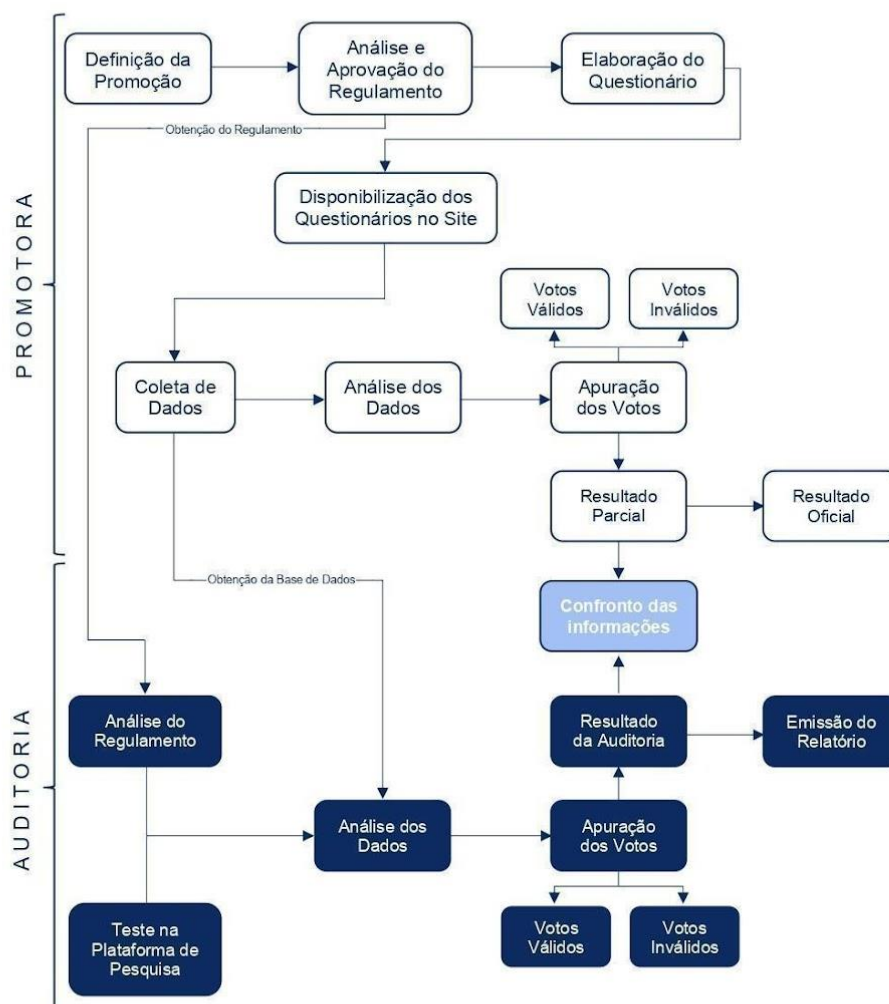 PROMOTORA
Definição da
Promoção
Análise e
Aprovação do
Regulamento
Elaboração do
Questionário
Obtenção do Regulamento
Disponibilização dos
Questionários no Site
Votos
Válidos
Votos
Inválidos
Coleta de
Dados
Análise dos
Dados
Apuração
dos Votos
Resultado
Parcial
Resultado
Oficial
Obtenção da Base de Dados
Confronto das
informações
AUDITORIA
Análise do
Regulamento
Resultado
da Auditoria
Emissão do
Relatório
Análise dos
Dados
Apuração
dos Votos
Teste na
Plataforma de
Pesquisa
Votos
Válidos
Votos
Inválidos